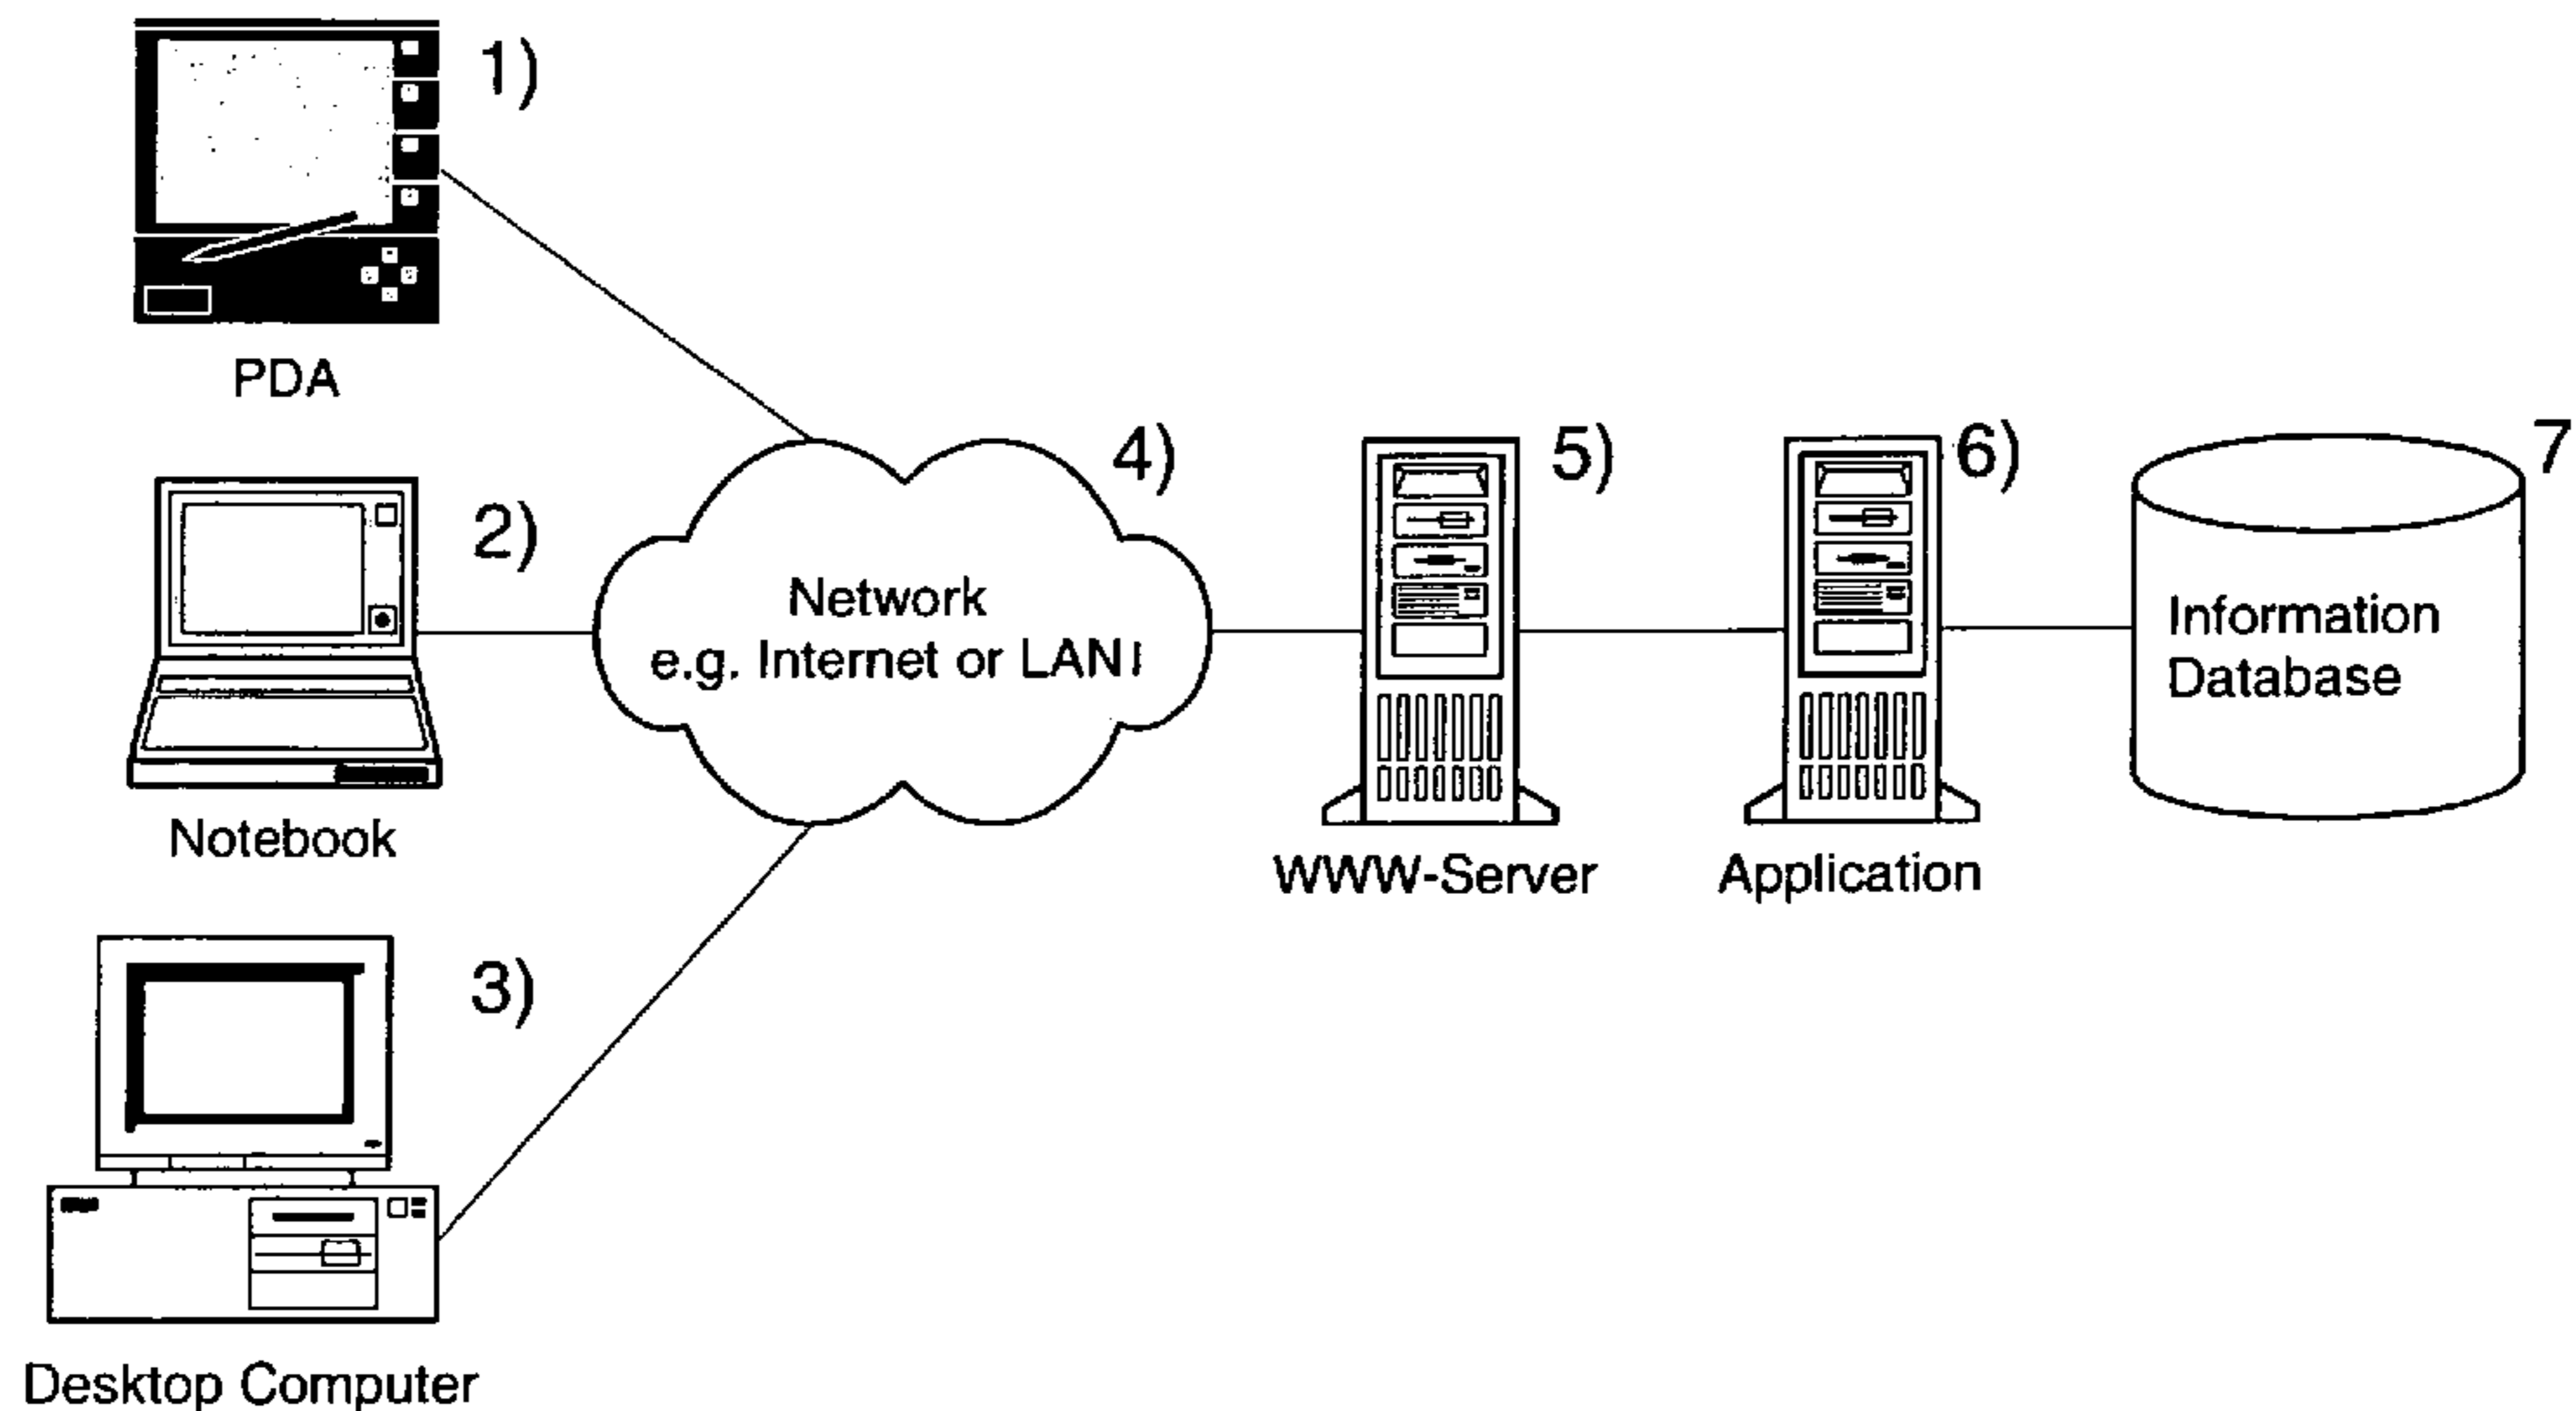 1)
PDA
2)
Notebook
3)
Desktop Computer
4)
Network
e.g. Internet or LAN
5)
WWW-Server
6)
Application
7
Information
Database